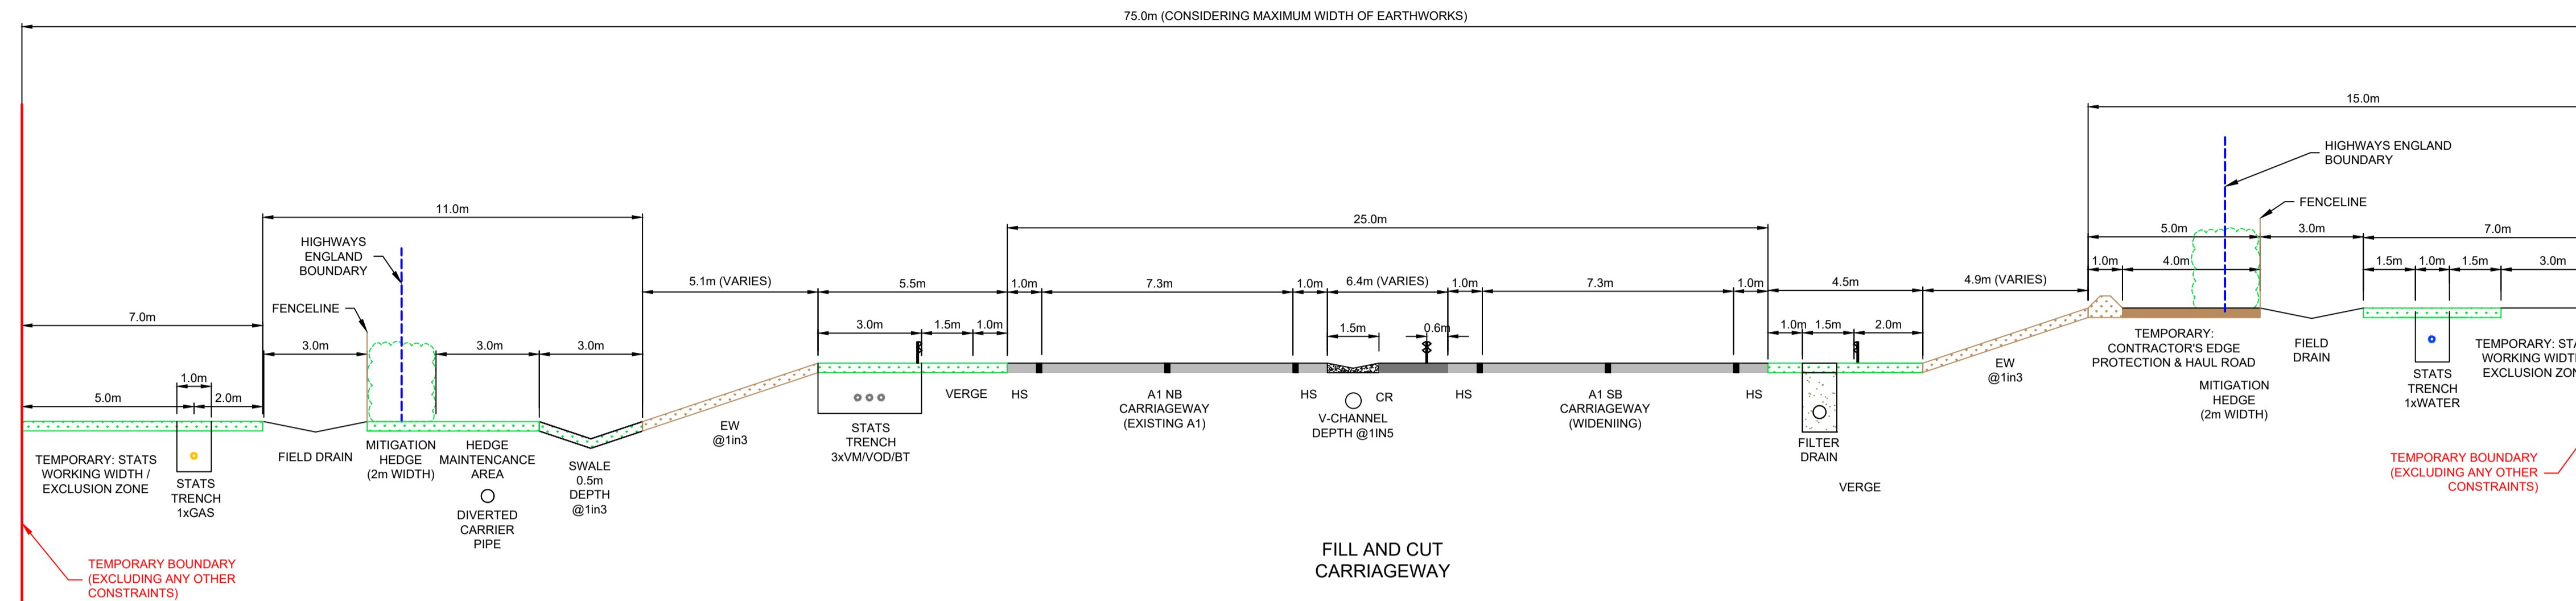 75.0m (CONSIDERING MAXIMUM WIDTH OF EARTHWORKS)
15.0m
HIGHWAYS ENGLAND
BOUNDARY
FENCELINE
11.0m
25.0m
HIGHWAYS
ENGLAND
BOUNDARY
5.0m
3.0m
7.0m
5.1m (VARIES)
5.5m
1.0m
7.3m
1.0m
6.4m (VARIES)
1.0m
7.3m
1.0m
4.5m
4.9m (VARIES)
1.0m
4.0m
1.5m
1.0m
1.5m
3.0m
FENCELINE
7.0m
3.0m
1.5m
1.0m
1.5m
0.6m
1.0m
1.5m
2.0m
3.0m
3.0m
3.0m
1.0m
5.0m
2.0m
TEMPORARY: STATS
WORKING WIDTH /
EXCLUSION ZONE
STATS
TRENCH
1xGAS
FIELD DRAIN
MITIGATION
HEDGE
(2m WIDTH)
HEDGE
MAINTENCANCE
AREA
DIVERTED
CARRIER
PIPE
SWALE
0.5m
DEPTH
@1in3
EW
@1in3
STATS
TRENCH
3xVM/VOD/BT
VERGE
HS
A1 NB
CARRIAGEWAY
(EXISTING A1)
HS
V-CHANNEL
DEPTH @1IN5
CR
HS
A1 SB
CARRIAGEWAY
(WIDENIING)
HS
FILTER
DRAIN
VERGE
EW
@1in3
TEMPORARY:
CONTRACTOR'S EDGE
PROTECTION & HAUL ROAD
MITIGATION
HEDGE
(2m WIDTH)
FIELD
DRAIN
STATS
TRENCH
1xWATER
TEMPORARY: STA
WORKING WIDT
EXCLUSION ZO
TEMPORARY BOUNDARY
(EXCLUDING ANY OTHER
CONSTRAINTS)
TEMPORARY BOUNDARY
(EXCLUDING ANY OTHER
CONSTRAINTS)
FILL AND CUT
CARRIAGEWAY